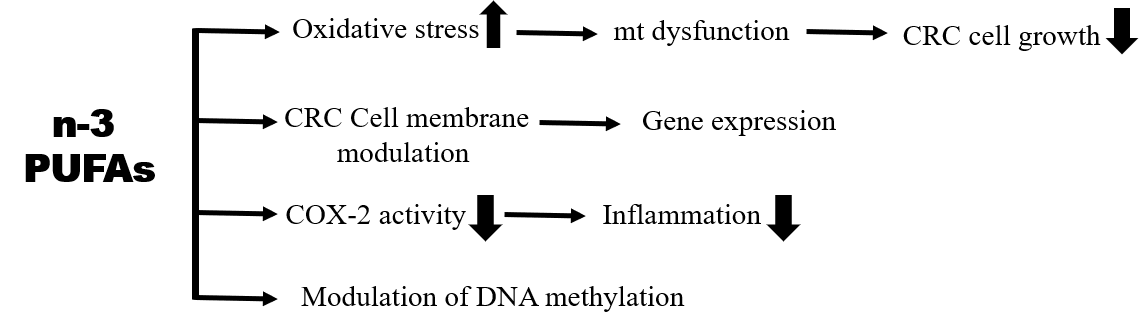 Oxidative stress
mt dysfunction
CRC cell growth
n-3
PUFAs
CRC Cell membrane
modulation
Gene expression
COX-2 activity
Inflammation
Modulation of DNA methylation